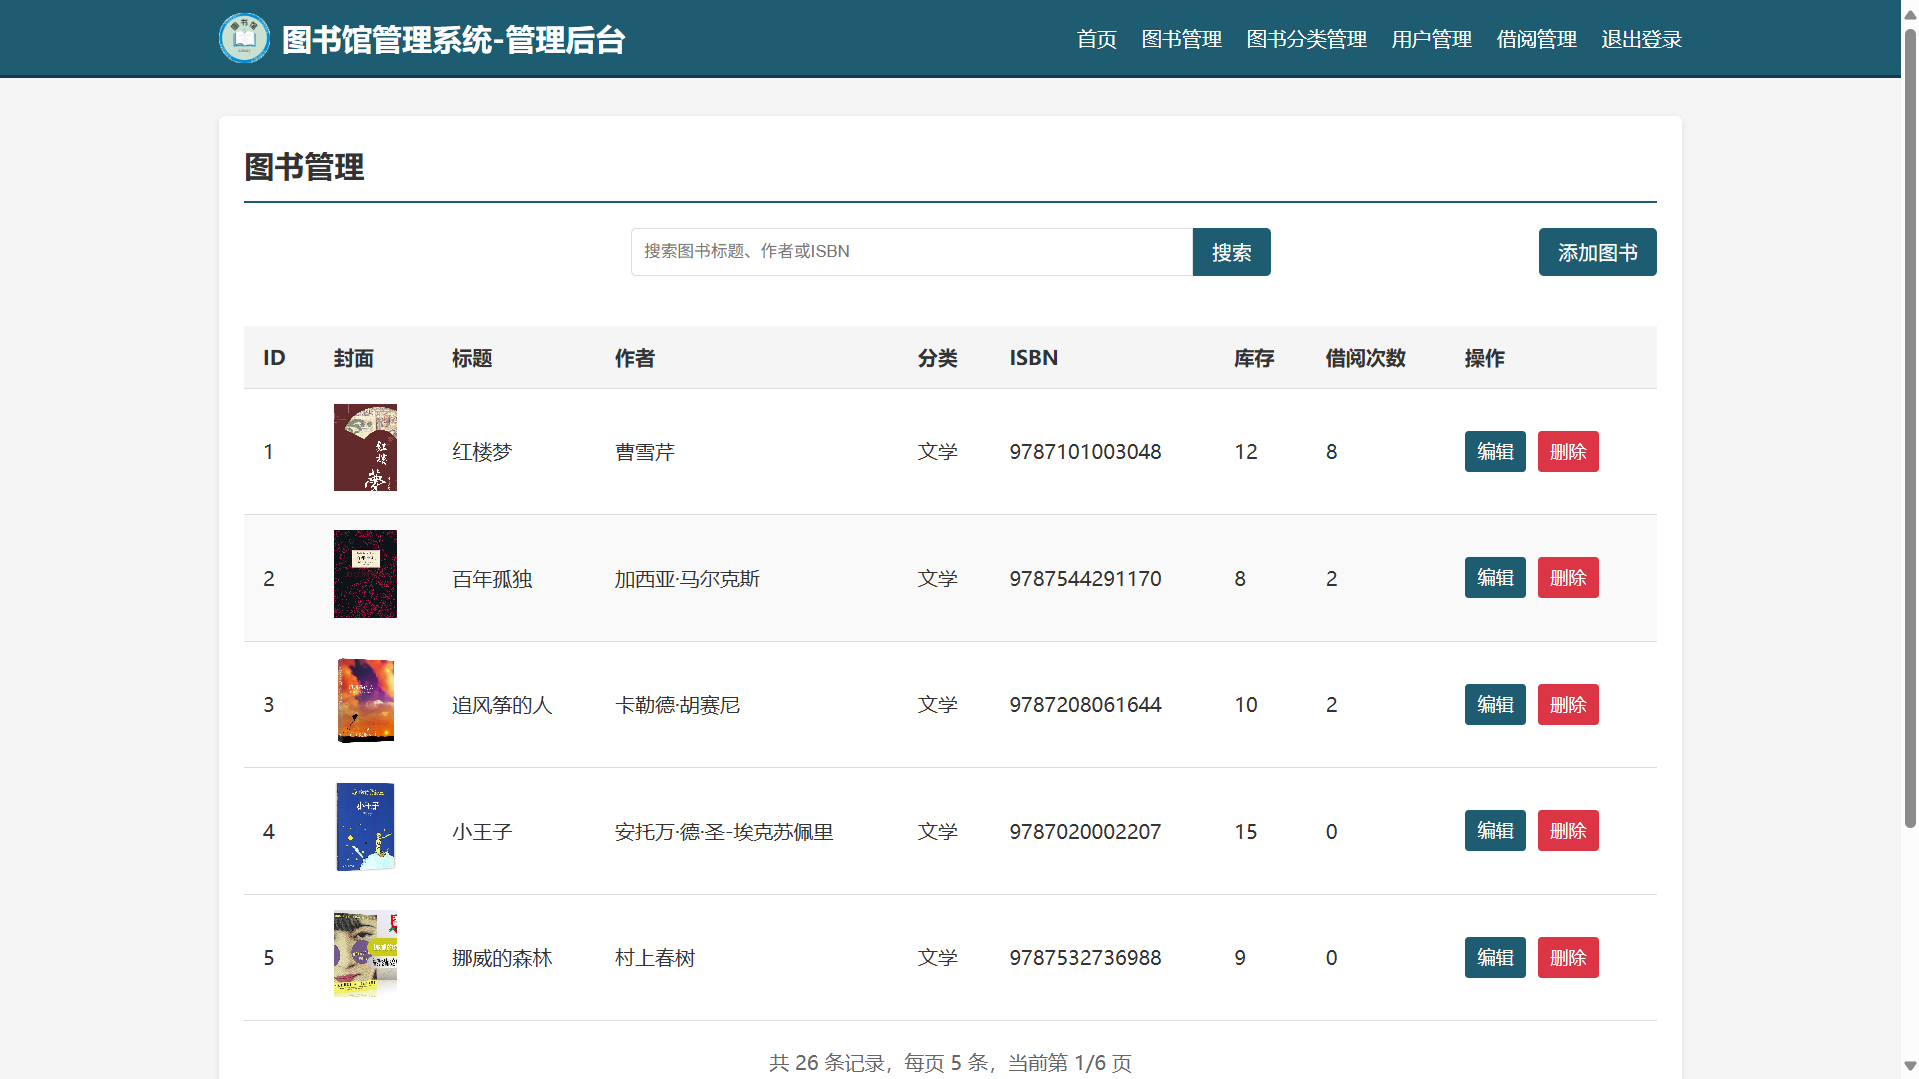 图书馆管理系统-管理后台
首页 图书管理 图书分类管理 用户管理 借阅管理 退出登录
图书管理
搜索图书标题、作者或ISBN 搜索 添加图书
ID 封面 标题 作者 分类 ISBN 库存 借阅次数 操作
1 红楼梦 红楼梦 曹雪芹 文学 9787101003048 12 8 编辑 删除
2 百年孤独 加西亚·马尔克斯 文学 9787544291170 8 2 编辑 删除
3 追风筝的人 卡勒德·胡赛尼 文学 9787208061644 10 2 编辑 删除
4 小王子 小王子 安托万·德·圣-埃克苏佩里 文学 9787020002207 15 0 编辑 删除
5 挪威的森林 村上春树 文学 9787532736988 9 0 编辑 删除
共 26 条记录，每页 5 条，当前第 1/6 页